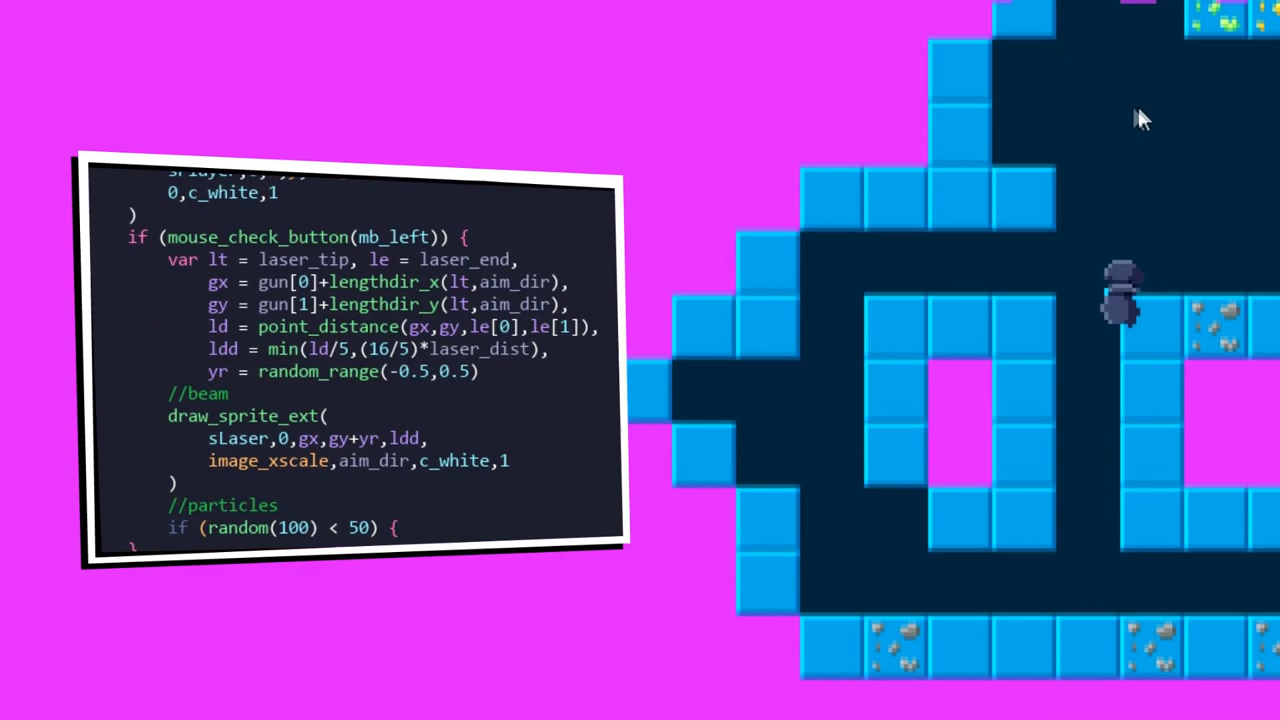 0,c_white,1
)
if (mouse_check_button(mb_left)) {
var lt = laser_tip, le = laser_end,
gx = gun[0]+lengthdir_x(lt,aim_dir),
gy = gun[1]+lengthdir_y(lt,aim_dir),
ld = point_distance(gx,gy,le[0],le[1]),
ldd = min(ld/5,(16/5)*laser_dist),
yr = random_range(-0.5,0.5)
//beam
draw_sprite_ext(
sLaser,0,gx,gy+yr,ldd,
image_xscale,aim_dir,c_white,1
)
//particles
if (random(100) < 50) {
}